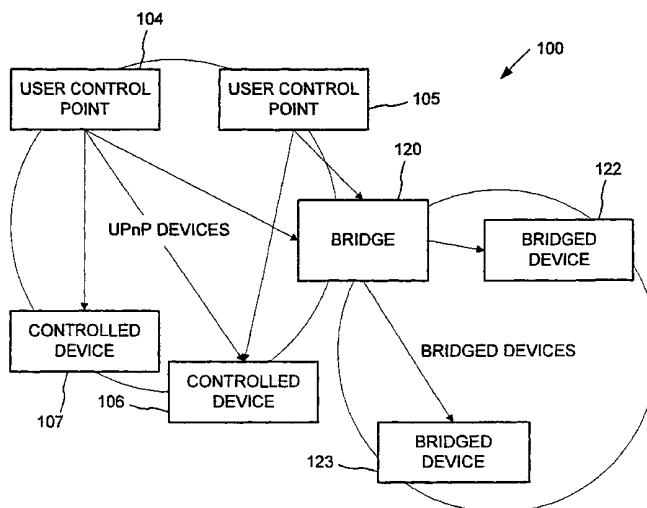 104
100
USER CONTROL
POINT
USER CONTROL
POINT
105
120
122
UPnP DEVICES
BRIDGE
BRIDGED
DEVICE
CONTROLLED
DEVICE
107
106
CONTROLLED
DEVICE
BRIDGED DEVICES
BRIDGED
DEVICE
123